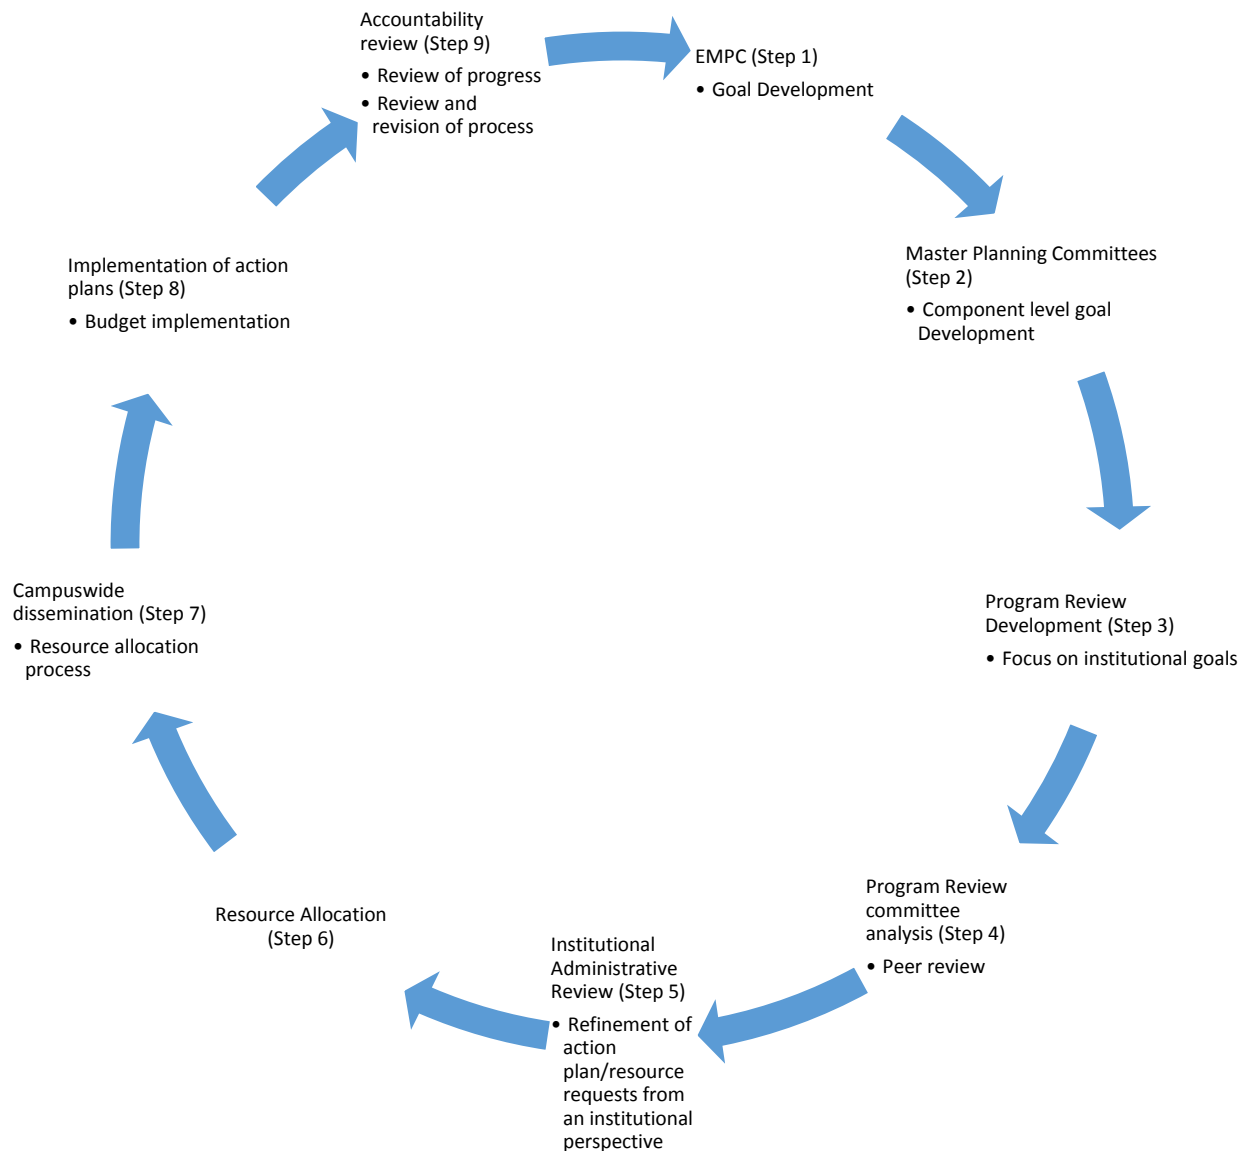 Accountability
review (Step 9)
• Review of progress
• Review and
revision of process
EMPC (Step 1)
• Goal Development
Master Planning Committees
(Step 2)
• Component level goal
Development
Program Review
Development (Step 3)
• Focus on institutional goals
Program Review
committee
analysis (Step 4)
• Peer review
Institutional
Administrative
Review (Step 5)
• Refinement of
action
plan/resource
requests from
an institutional
perspective
Resource Allocation
(Step 6)
Campuswide
dissemination (Step 7)
• Resource allocation
process
Implementation of action
plans (Step 8)
• Budget implementation